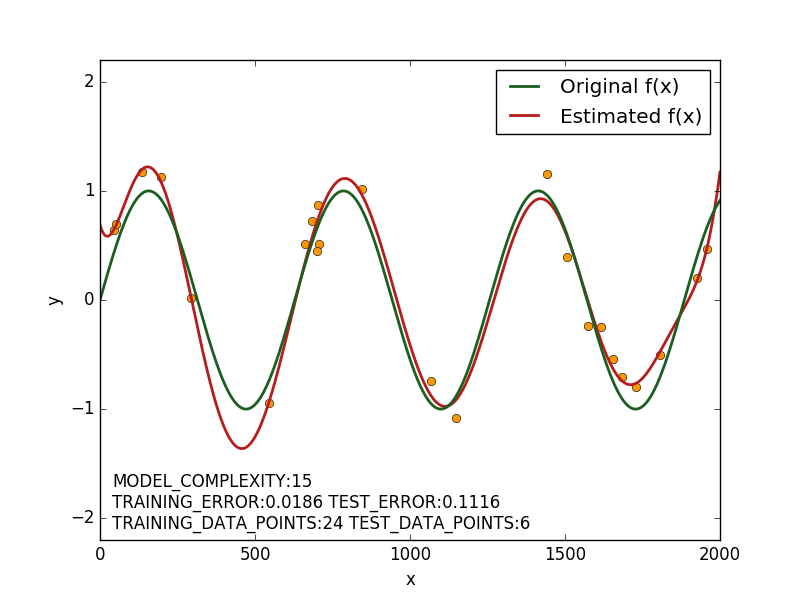 Original f(x)
Estimated f(x)
2
1
0
−1
−2
y
MODEL_COMPLEXITY:15
TRAINING_ERROR:0.0186 TEST_ERROR:0.1116
TRAINING_DATA_POINTS:24 TEST_DATA_POINTS:6
0 500 1000 1500 2000
x